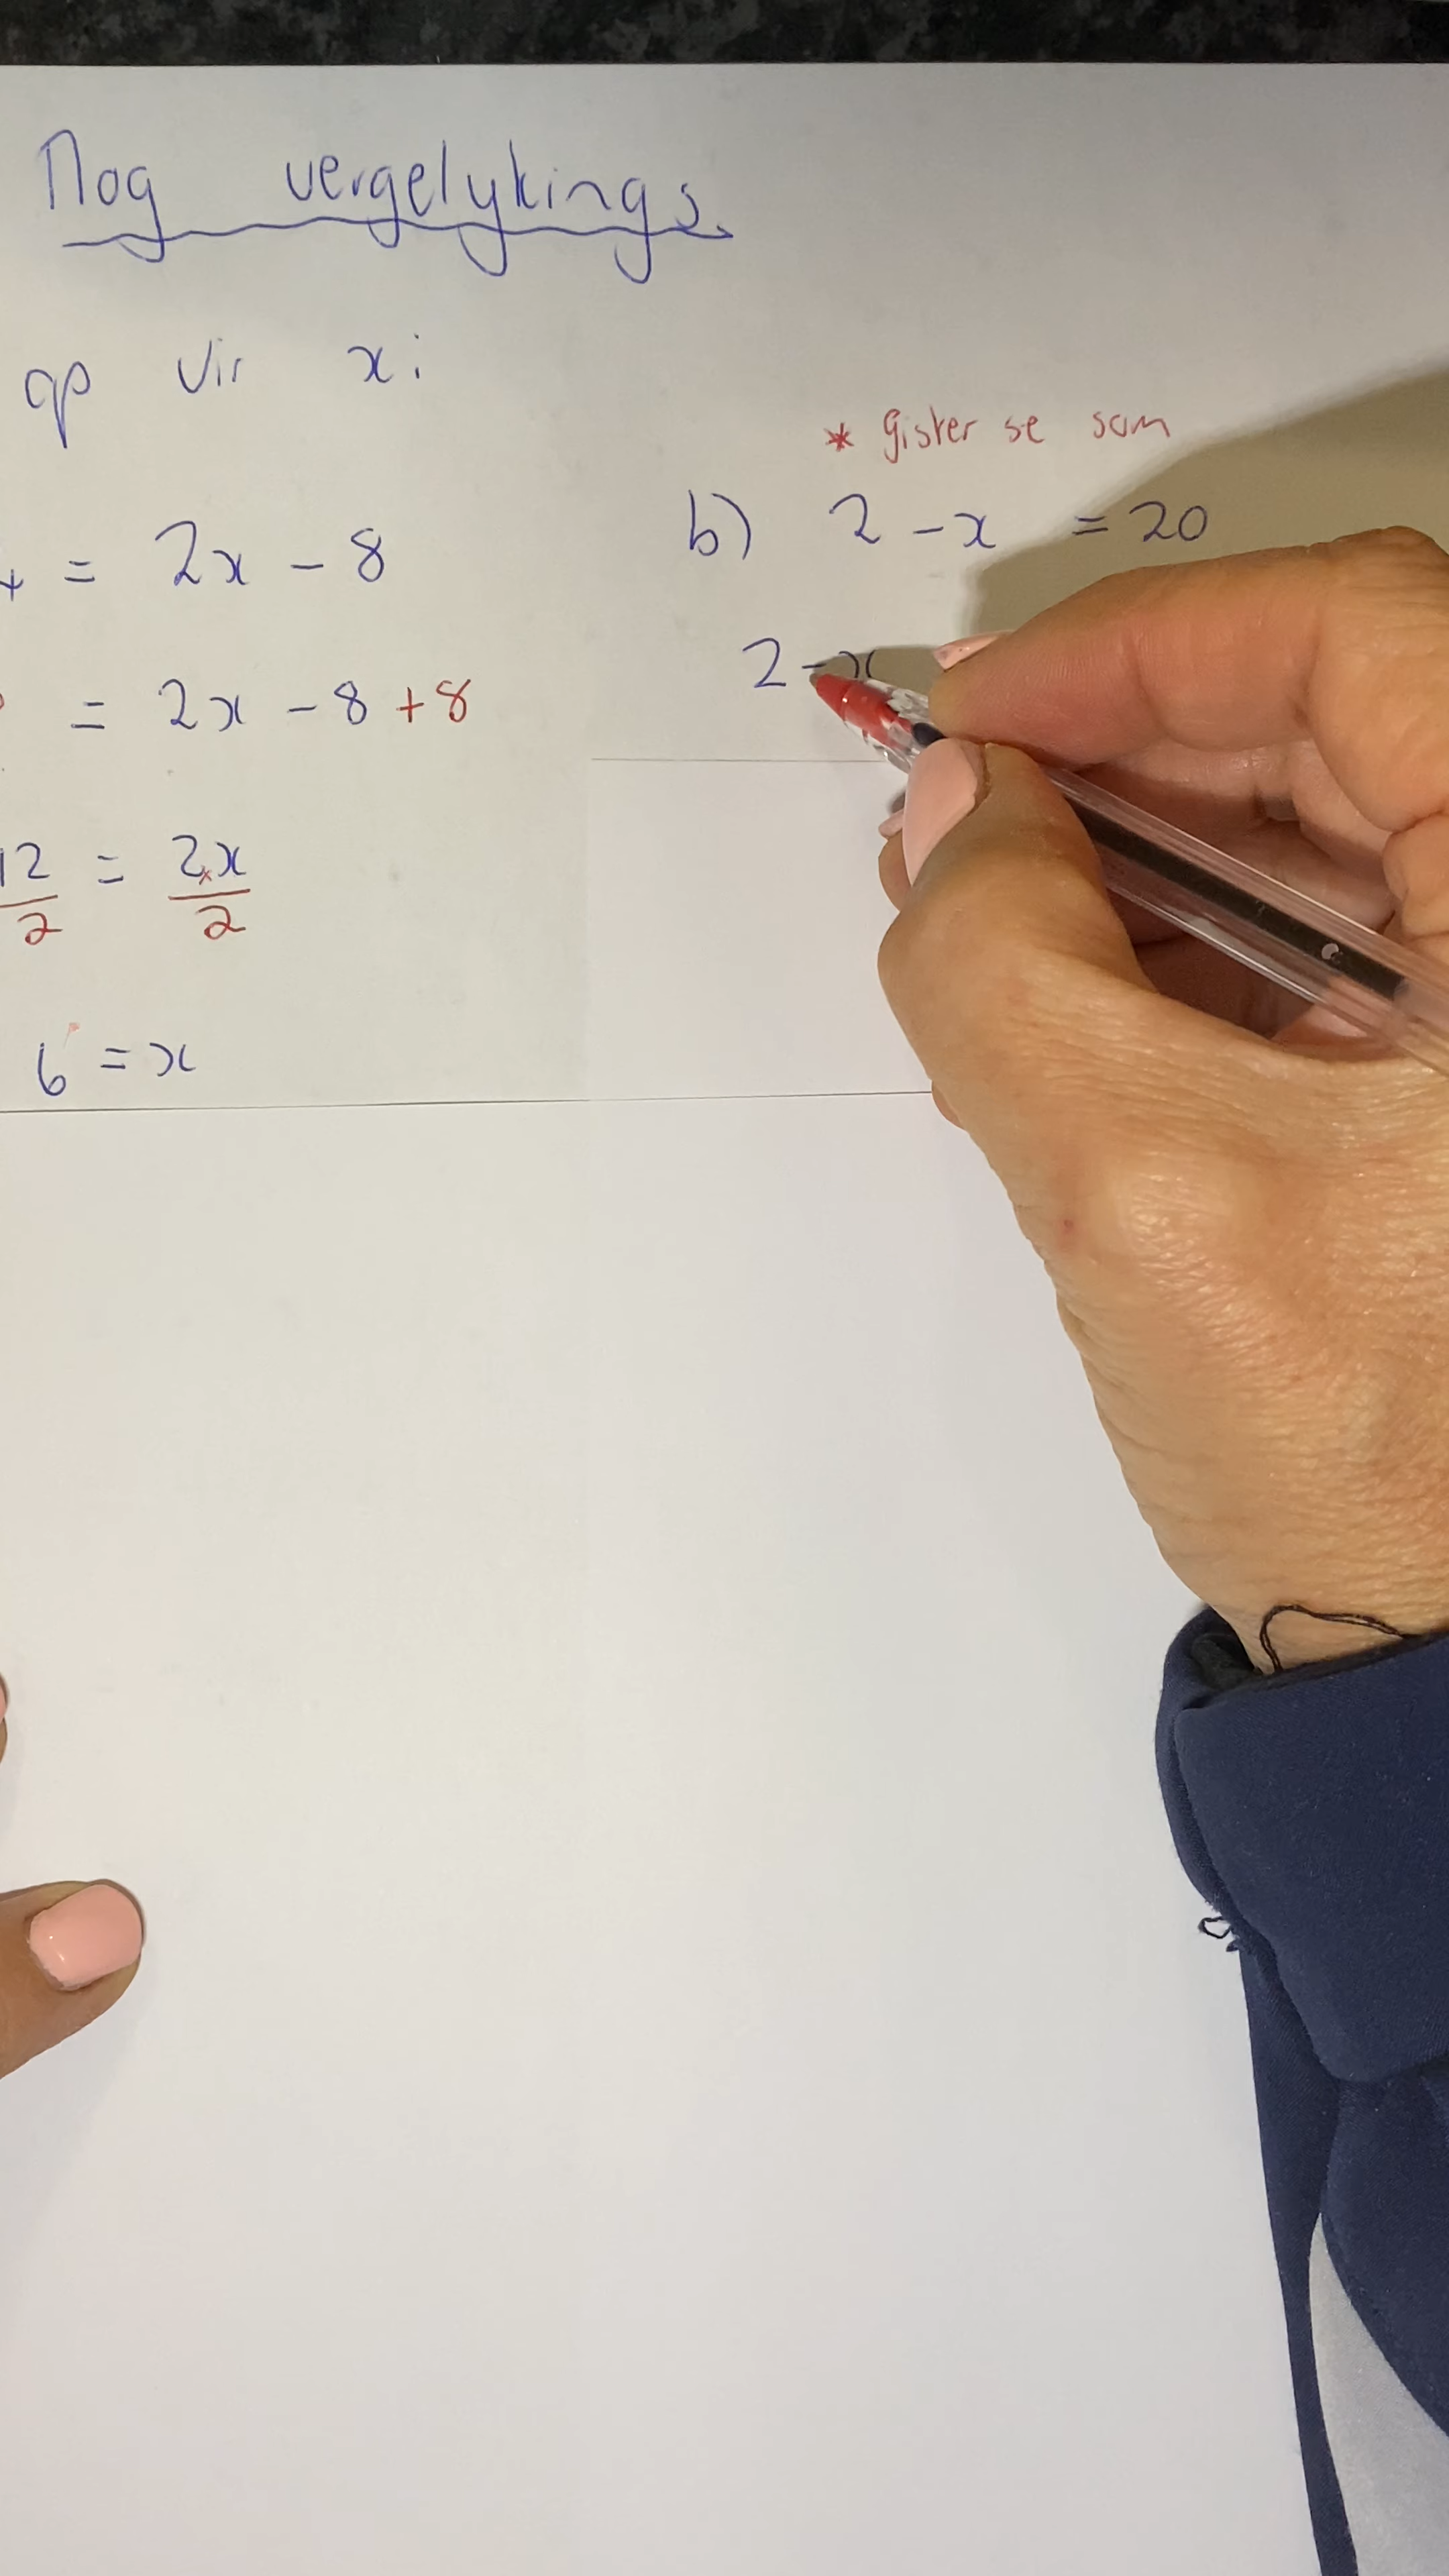 Nog vergelykings
op vir x:
= 2x - 8
= 2x - 8 + 8
12/2 = 2x/2
6 = x
* gister se som
b) 2 - x = 20
2 - x